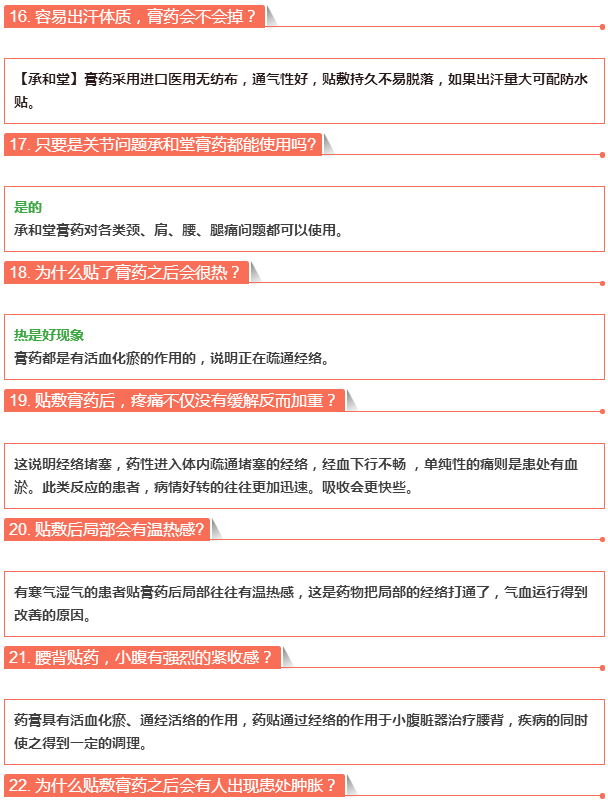 16. 容易出汗体质，膏药会不会掉？
【承和堂】膏药采用进口医用无纺布，通气性好，贴敷持久不易脱落，如果出汗量大可配防水
贴。
17. 只要是关节问题承和堂膏药都能使用吗?
是的
承和堂膏药对各类颈、肩、腰、腿痛问题都可以使用。
18. 为什么贴了膏药之后会很热？
热是好现象
膏药都是有活血化瘀的作用的，说明正在疏通经络。
19. 贴敷膏药后，疼痛不仅没有缓解反而加重？
这说明经络堵塞，药性进入体内疏通堵塞的经络，经血下行不畅 ，单纯性的痛则是患处有血
淤。此类反应的患者，病情好转的往往更加迅速。吸收会更快些。
20. 贴敷后局部会有温热感?
有寒气湿气的患者贴膏药后局部往往有温热感，这是药物把局部的经络打通了，气血运行得到
改善的原因。
21. 腰背贴药，小腹有强烈的紧收感？
药膏具有活血化瘀、通经活络的作用，药贴通过经络的作用于小腹脏器治疗腰背，疾病的同时
使之得到一定的调理。
22. 为什么贴敷膏药之后会有人出现患处肿胀？